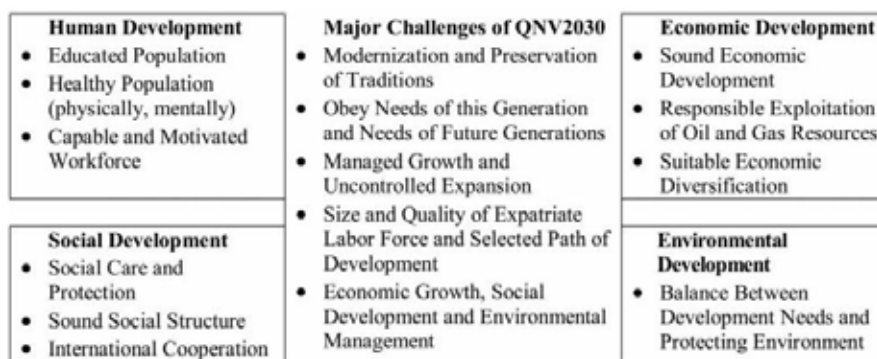 Human Development
• Educated Population
• Healthy Population
(physically, mentally)
• Capable and Motivated
Workforce
Social Development
• Social Care and
Protection
• Sound Social Structure
• International Cooperation
Major Challenges of QNV2030
• Modernization and Preservation
of Traditions
• Obey Needs of this Generation
and Needs of Future Generations
• Managed Growth and
Uncontrolled Expansion
• Size and Quality of Expatriate
Labor Force and Selected Path of
Development
• Economic Growth, Social
Development and Environmental
Management
Economic Development
• Sound Economic
Development
• Responsible Exploitation
of Oil and Gas Resources
• Suitable Economic
Diversification
Environmental
Development
• Balance Between
Development Needs and
Protecting Environment